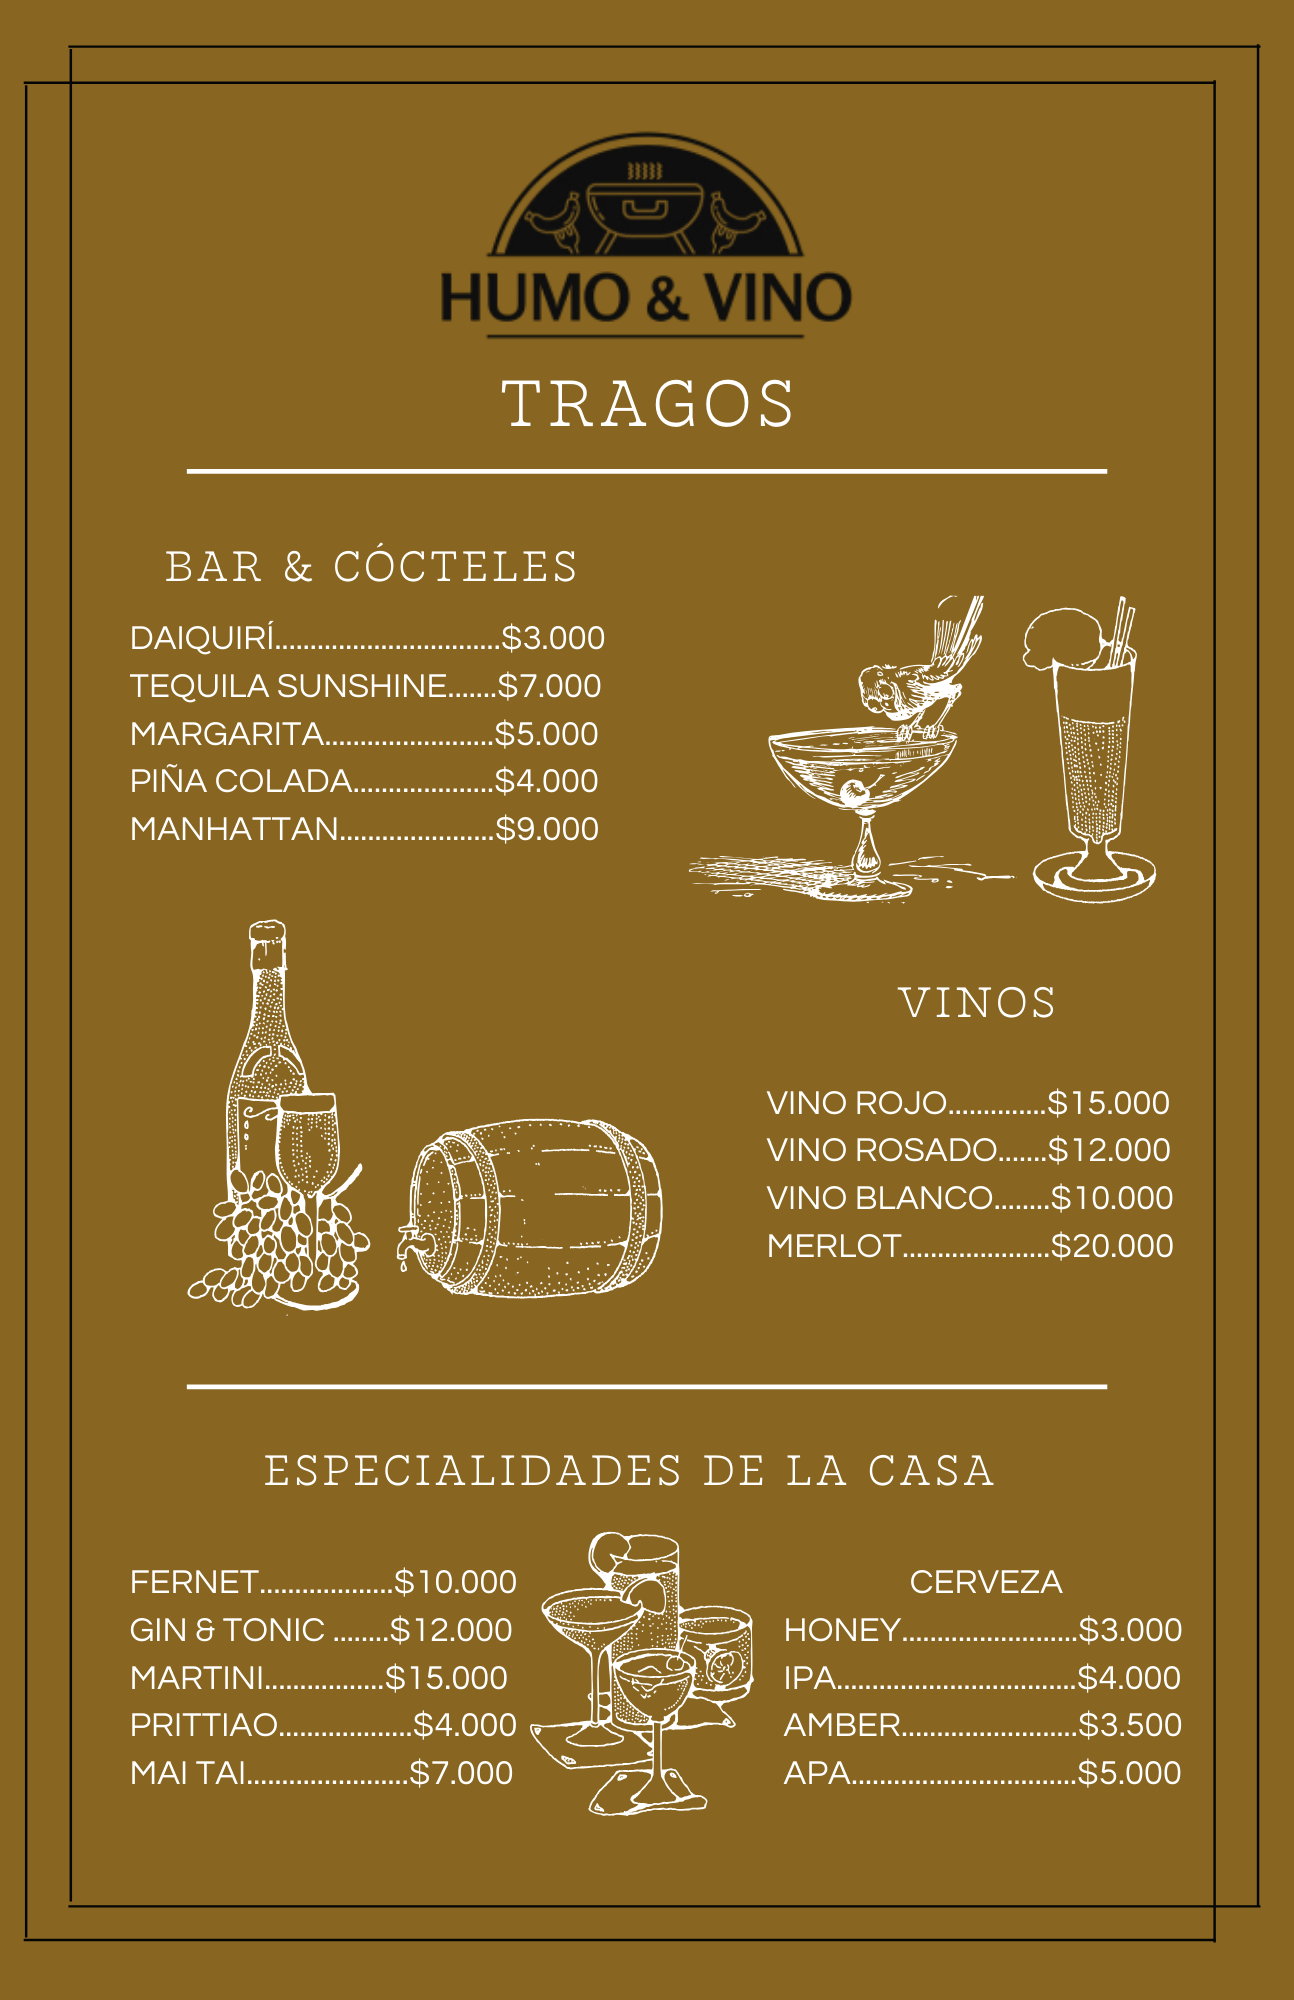 HUMO & VINO
TRAGOS
BAR & CÓCTELES
DAIQUIRÍ................................$3.000
TEQUILA SUNSHINE.......$7.000
MARGARITA........................$5.000
PIÑA COLADA....................$4.000
MANHATTAN......................$9.000
VINOS
VINO ROJO..............$15.000
VINO ROSADO.......$12.000
VINO BLANCO........$10.000
MERLOT.....................$20.000
ESPECIALIDADES DE LA CASA
FERNET...................$10.000
GIN & TONIC ........$12.000
MARTINI.................$15.000
PRITTIAO...................$4.000
MAI TAI.......................$7.000
CERVEZA
HONEY.........................$3.000
IPA..................................$4.000
AMBER.........................$3.500
APA................................$5.000